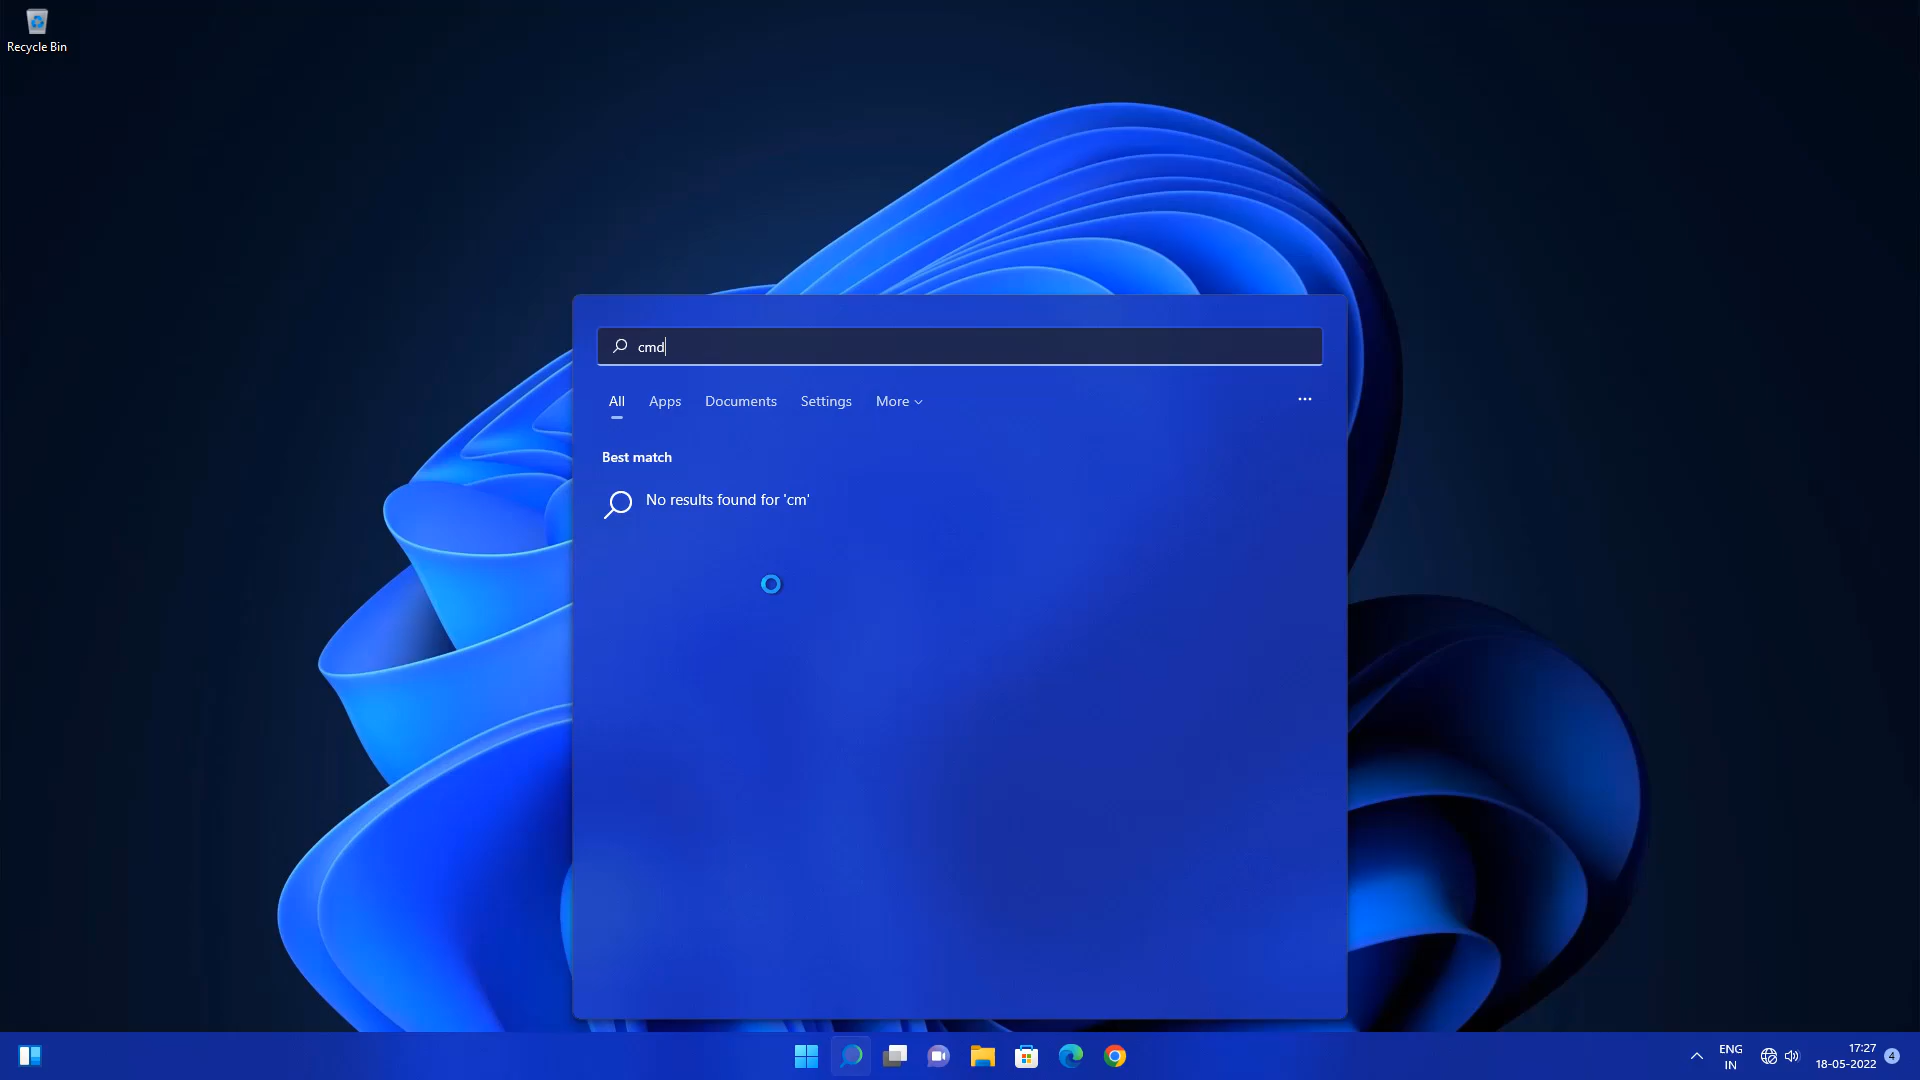 Recycle Bin
cmd
All Apps Documents Settings More
Best match
No results found for 'cm'
ENG
IN
17:27
18-05-2022
4